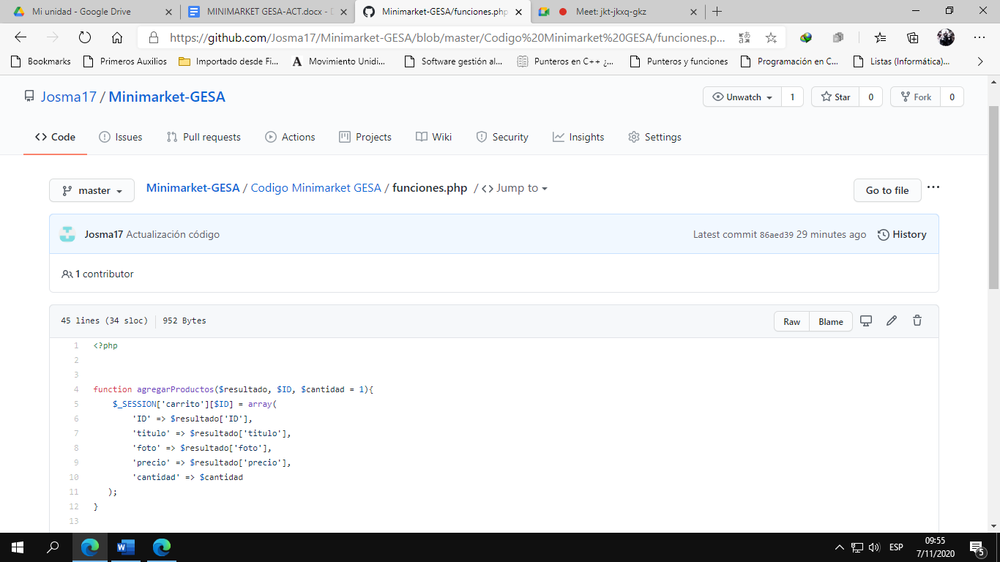 Mi unidad - Google Drive
MINIMARKET GESA-ACT.docx - D
Minimarket-GESA/funciones.php
Meet: jkt-jkxq-gkz
https://github.com/Josma17/Minimarket-GESA/blob/master/Codigo%20Minimarket%20GESA/funciones.p...
Bookmarks
Primeros Auxilios
Importado desde Fi...
A Movimiento Unidi...
Software gestión al...
Punteros en C++ ¿...
Punteros y funciones
Programación en C...
Listas (Informática)...
Josma17 / Minimarket-GESA
Unwatch 1
Star 0
Fork 0
Code
Issues
Pull requests
Actions
Projects
Wiki
Security
Insights
Settings
master
Minimarket-GESA / Codigo Minimarket GESA / funciones.php / <> Jump to
Go to file
Josma17 Actualización código
Latest commit 86aed39 29 minutes ago
History
1 contributor
45 lines (34 sloc) 952 Bytes
Raw
Blame
1 <?php
2
3
4 function agregarProductos($resultado, $ID, $cantidad = 1){
5 $_SESSION['carrito'][$ID] = array(
6 'ID' => $resultado['ID'],
7 'titulo' => $resultado['titulo'],
8 'foto' => $resultado['foto'],
9 'precio' => $resultado['precio'],
10 'cantidad' => $cantidad
11 );
12 }
13
ESP
09:55
7/11/2020
5